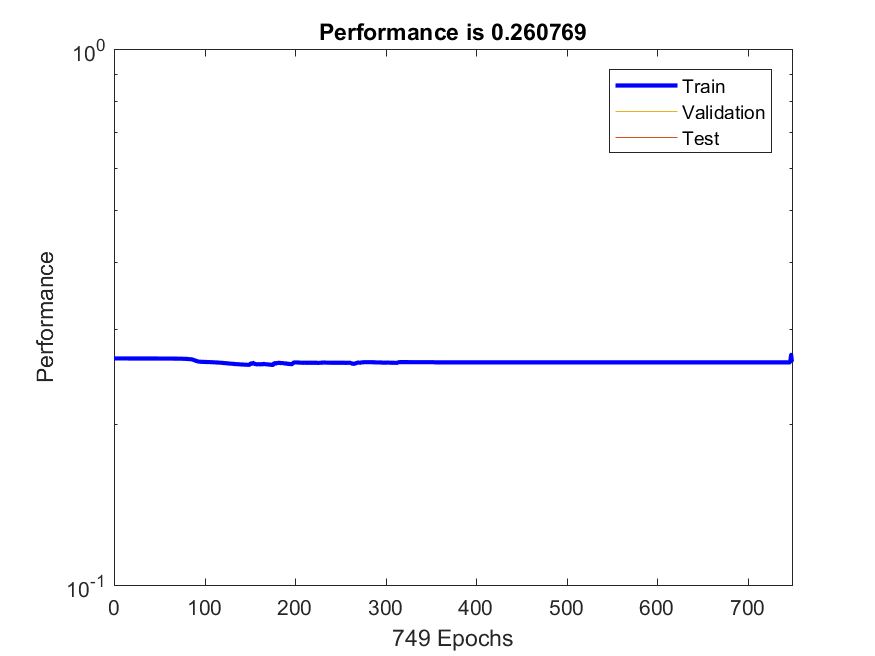 Performance is 0.260769
10^0
Train
Validation
Test
Performance
10^-1
0 100 200 300 400 500 600 700
749 Epochs